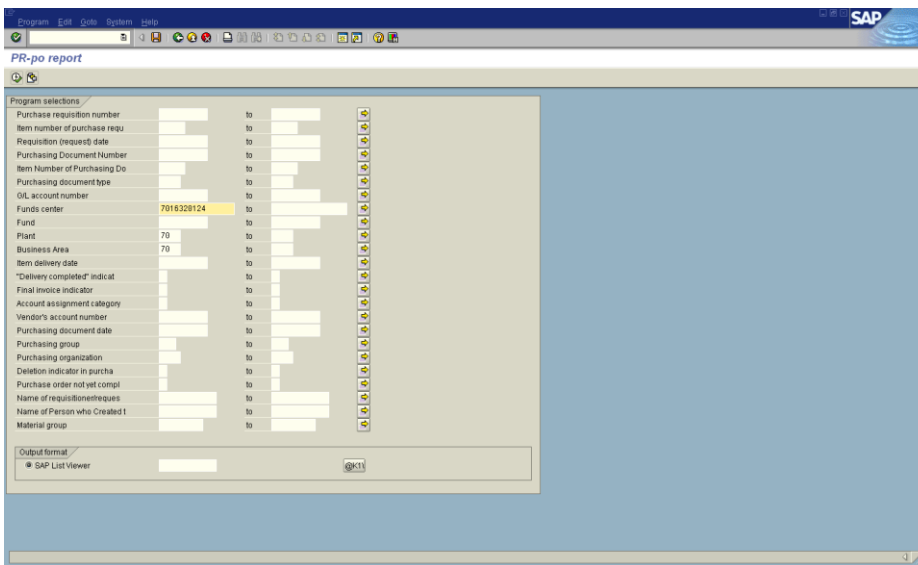 Program Edit Goto System Help
SAP
PR-po report
Program selections
Purchase requisition number to
Item number of purchase requ to
Requisition (request) date to
Purchasing Document Number to
Item Number of Purchasing Do to
Purchasing document type to
G/L account number to
Funds center 7016328124 to
Fund to
Plant 70 to
Business Area 70 to
Item delivery date to
"Delivery completed" indicat to
Final invoice indicator to
Account assignment category to
Vendor's account number to
Purchasing document date to
Purchasing group to
Purchasing organization to
Deletion indicator in purcha to
Purchase order not yet compl to
Name of requisitioner/reques to
Name of Person who Created t to
Material group to
Output format
SAP List Viewer @K1\